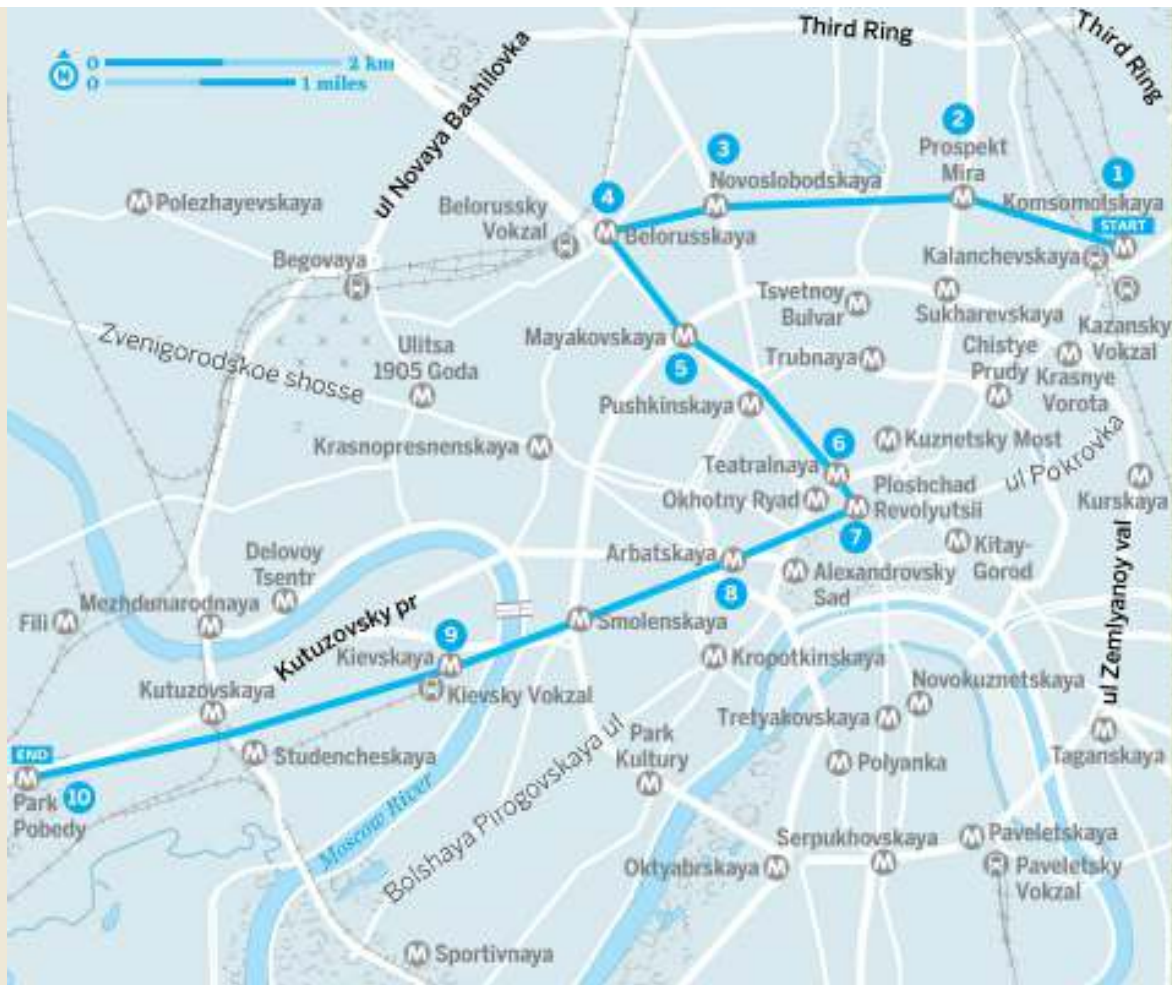 Third Ring
Third Ring
0 2 km
N
0 1 miles
ul Novaya Bashilovka
2
Prospekt
Mira
3
Novoslobodskaya
1
Komsomolskaya
START
Polezhayevskaya
4
Belorussky
Vokzal
Belorusskaya
Begovaya
Kalanchevskaya
Tsvetnoy
Bulvar
Sukharevskaya
Kazansky
Vokzal
Zvenigorodskoe shosse
Ulitsa
1905 Goda
Mayakovskaya
5
Trubnaya
Chistye
Prudy
Krasnye
Vorota
Pushkinskaya
Krasnopresnenskaya
6
Kuznetsky Most
ul Pokrovka
Teatralnaya
Okhotny Ryad
Ploshchad
Revolyutsii
7
Kurskaya
Delovoy
Tsentr
Arbatskaya
8
Alexandrovsky
Sad
Kitay-
Gorod
ul Zemlyanoy val
Fili
Mezhdunarodnaya
Kutuzovsky pr
9
Kievskaya
Smolenskaya
Kropotkinskaya
Kutuzovskaya
Kievsky Vokzal
Novokuznetskaya
Tretyakovskaya
END
10
Park
Pobedy
Studencheskaya
Park
Kultury
Polyanka
Taganskaya
Moscow River
Bolshaya Pirogovskaya ul
Serpukhovskaya
Paveletskaya
Oktyabrskaya
Paveletsky
Vokzal
Sportivnaya